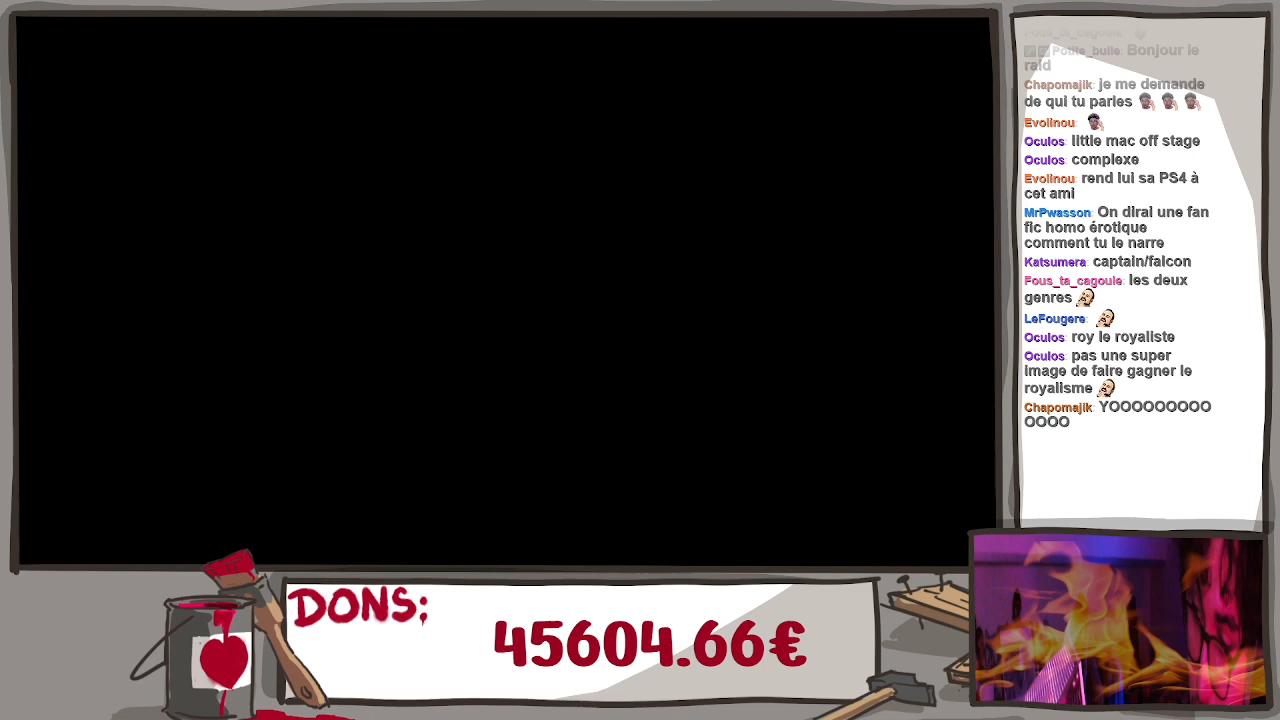 Fous_ta_cagoule:
Potite_bulle: Bonjour le
raid
Chapomajik: je me demande
de qui tu parles
Evolinou:
Oculos: little mac off stage
Oculos: complexe
Evolinou: rend lui sa PS4 à
cet ami
MrPwasson: On dirai une fan
fic homo érotique
comment tu le narre
Katsumera: captain/falcon
Fous_ta_cagoule: les deux
genres
LeFougere:
Oculos: roy le royaliste
Oculos: pas une super
image de faire gagner le
royalisme
Chapomajik: YOOOOOOOOO
OOOO
DONS:
45604.66€